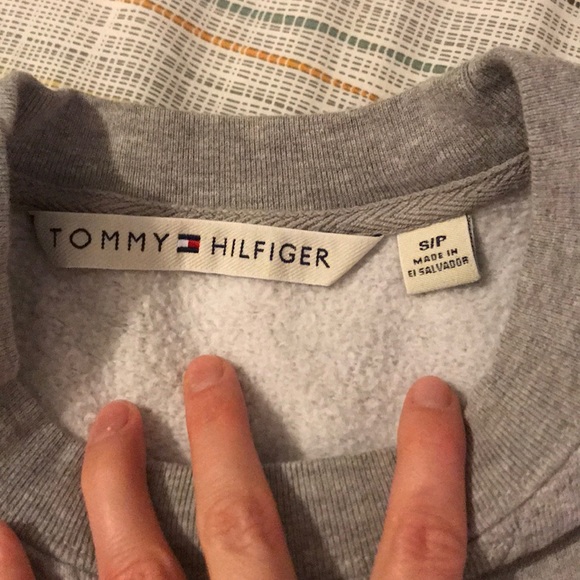 TOMMY HILFIGER
S/P
MADE IN
El SALVADOR